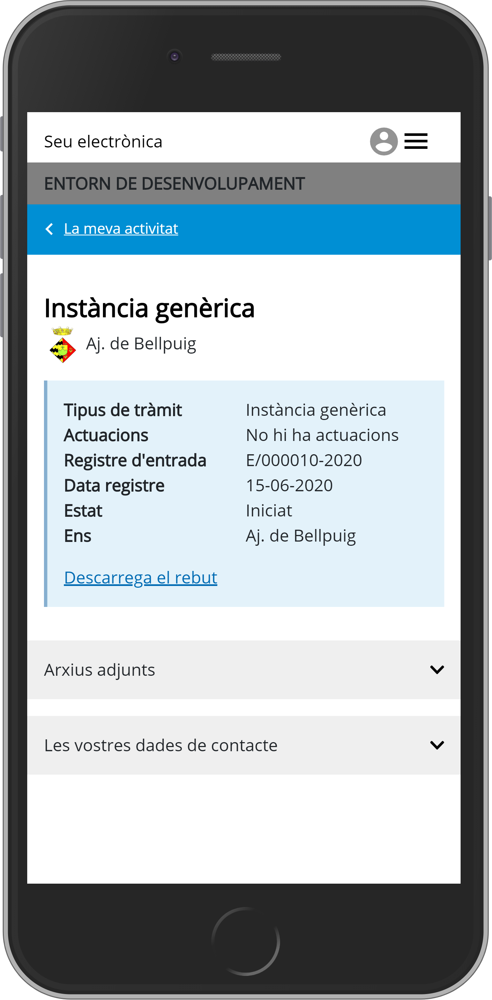 Seu electrònica
ENTORN DE DESENVOLUPAMENT
La meva activitat
Instància genèrica
Aj. de Bellpuig
Tipus de tràmit Instància genèrica
Actuacions No hi ha actuacions
Registre d'entrada E/000010-2020
Data registre 15-06-2020
Estat Iniciat
Ens Aj. de Bellpuig
Descarrega el rebut
Arxius adjunts
Les vostres dades de contacte